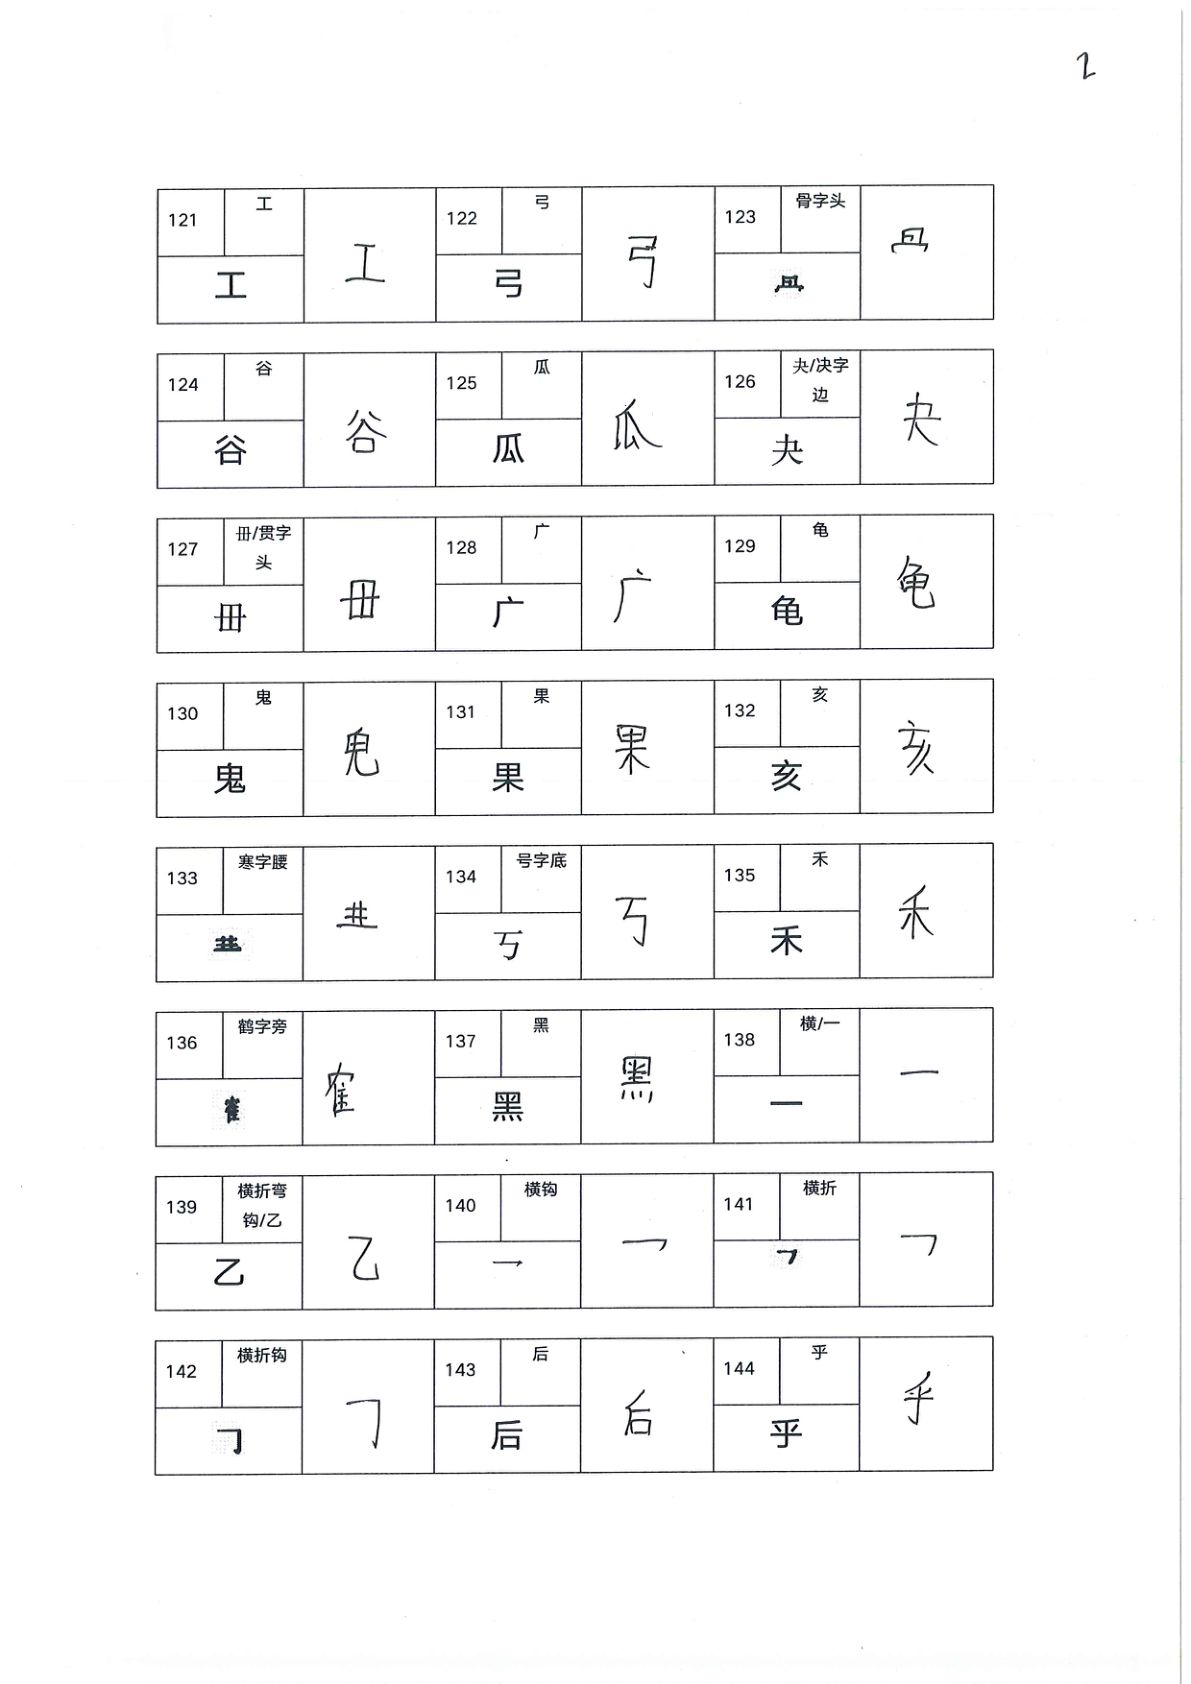 2
121 工 工 工
122 弓 弓 弓
123 骨字头
124 谷 谷 谷
125 瓜 瓜 瓜
126 夬/决字边 夬 夬
127 毌/贯字头 毌 毌
128 广 广 广
129 龟 龟 龟
130 鬼 鬼
131 果 果 果
132 亥 亥 亥
133 寒字腰
134 号字底 丂 丂
135 禾 禾 禾
136 鹤字旁 隺 隺
137 黑 黑 黑
138 横/一 一 一
139 横折弯钩/乙 乙 乙
140 横钩 乛 乛
141 横折 ㇇ ㇇
142 横折钩 ㇆ ㇆
143 后 后 后
144 乎 乎 乎